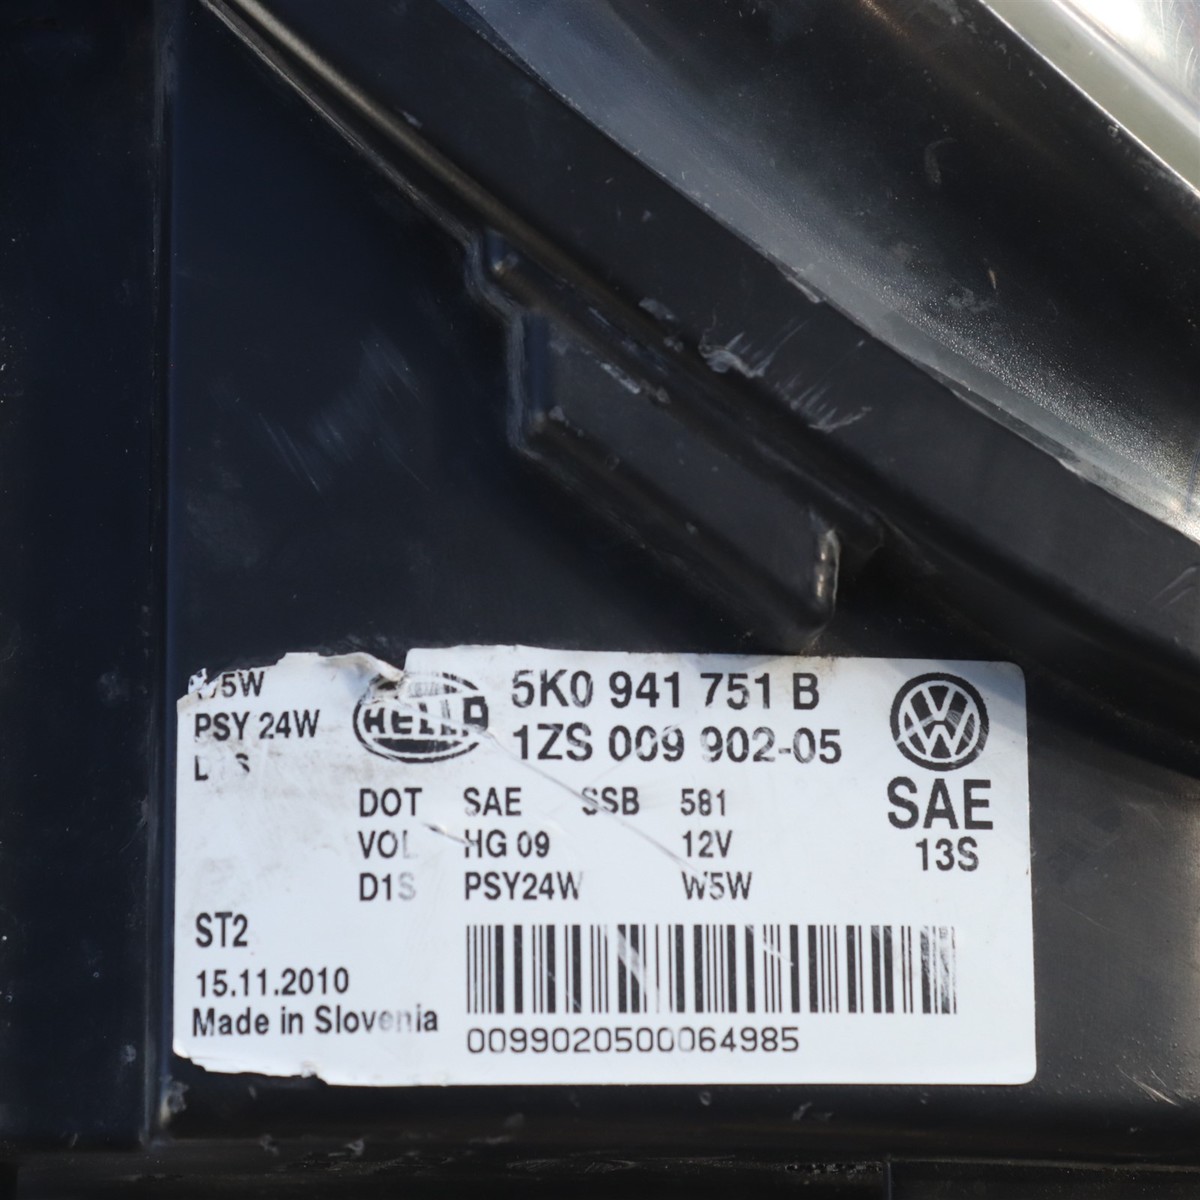 5K0 941 751 B
PSY 24W
HELLA
1ZS 009 902-05
SAE
13S
DOT SAE SSB 581
VOL HG 09 12V
D1S PSY24W W5W
ST2
15.11.2010
Made in Slovenia
0099020500064985